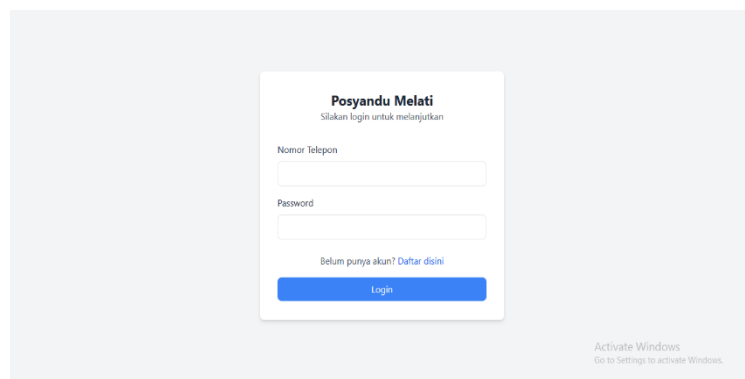 Posyandu Melati
Silakan login untuk melanjutkan
Nomor Telepon
Password
Belum punya akun? Daftar disini
Login
Activate Windows
Go to Settings to activate Windows.